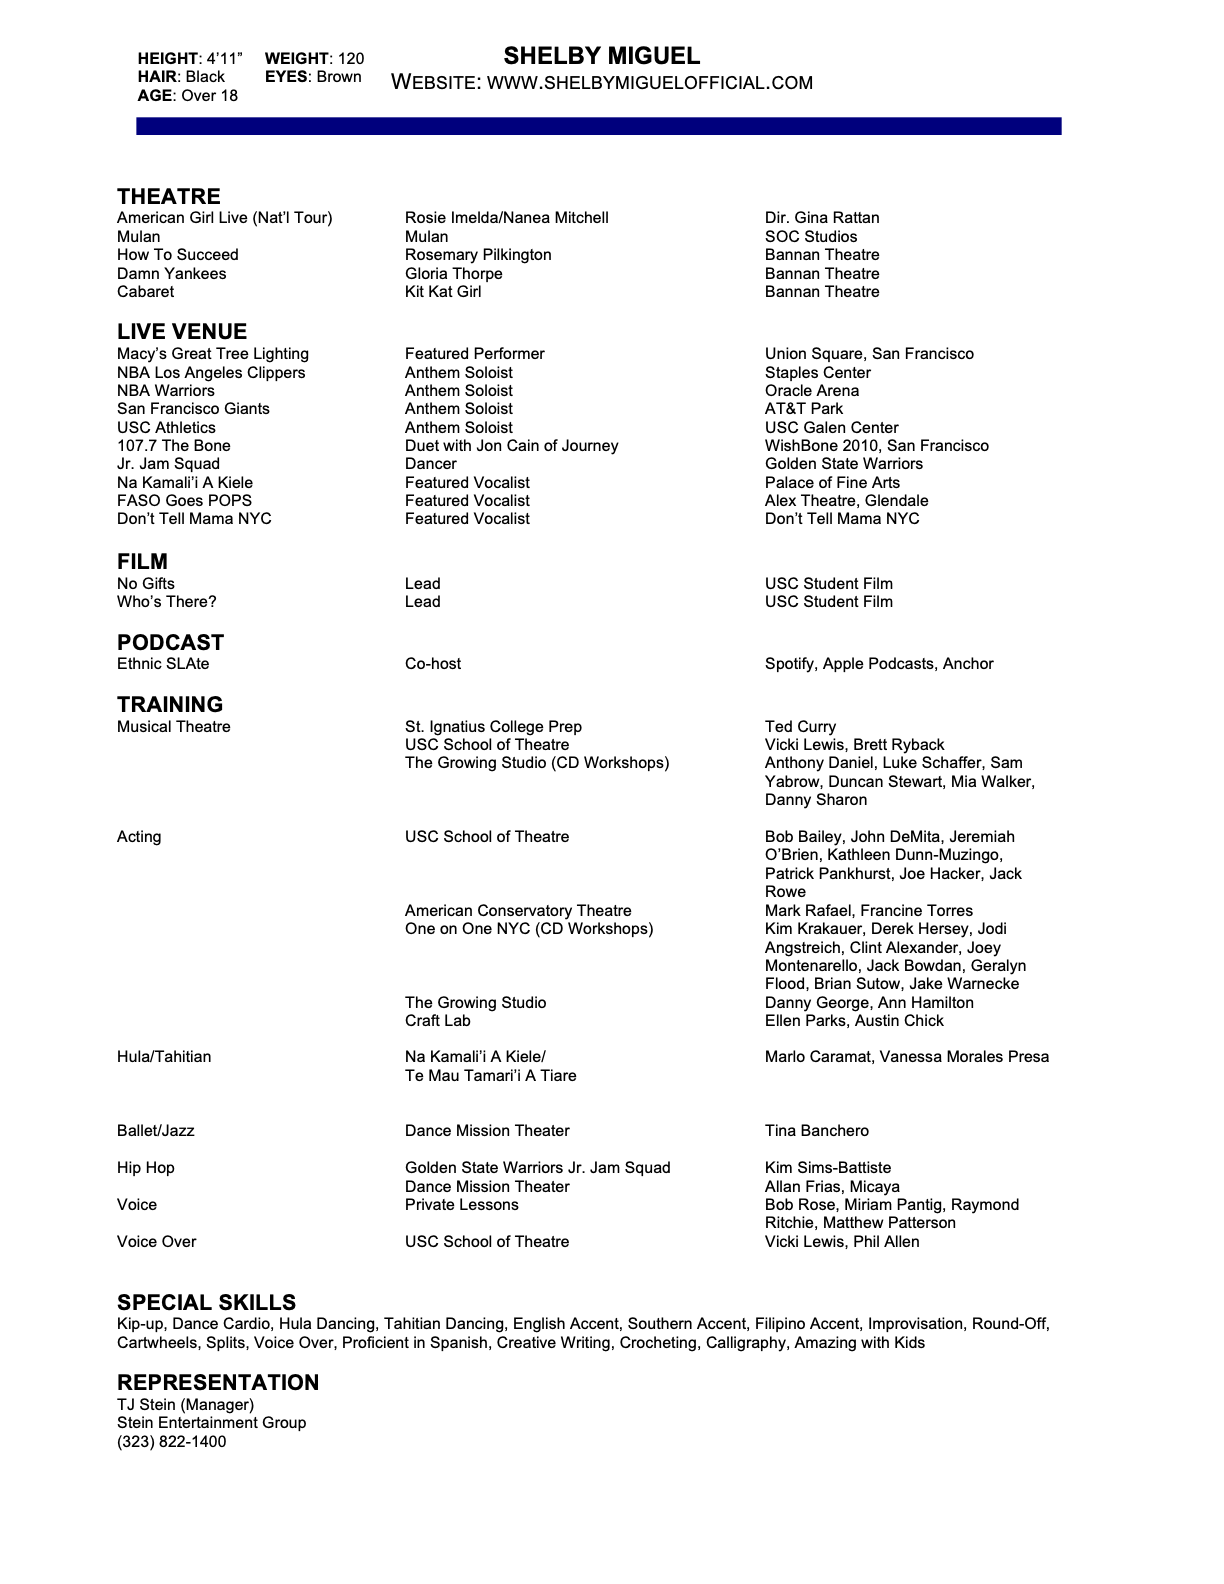 HEIGHT: 4’11” WEIGHT: 120
HAIR: Black EYES: Brown
AGE: Over 18
SHELBY MIGUEL
WEBSITE: WWW.SHELBYMIGUELOFFICIAL.COM
THEATRE
American Girl Live (Nat’l Tour) Rosie Imelda/Nanea Mitchell Dir. Gina Rattan
Mulan Mulan SOC Studios
How To Succeed Rosemary Pilkington Bannan Theatre
Damn Yankees Gloria Thorpe Bannan Theatre
Cabaret Kit Kat Girl Bannan Theatre
LIVE VENUE
Macy’s Great Tree Lighting Featured Performer Union Square, San Francisco
NBA Los Angeles Clippers Anthem Soloist Staples Center
NBA Warriors Anthem Soloist Oracle Arena
San Francisco Giants Anthem Soloist AT&T Park
USC Athletics Anthem Soloist USC Galen Center
107.7 The Bone Duet with Jon Cain of Journey WishBone 2010, San Francisco
Jr. Jam Squad Dancer Golden State Warriors
Na Kamali’i A Kiele Featured Vocalist Palace of Fine Arts
FASO Goes POPS Featured Vocalist Alex Theatre, Glendale
Don’t Tell Mama NYC Featured Vocalist Don’t Tell Mama NYC
FILM
No Gifts Lead USC Student Film
Who’s There? Lead USC Student Film
PODCAST
Ethnic SLAte Co-host Spotify, Apple Podcasts, Anchor
TRAINING
Musical Theatre St. Ignatius College Prep Ted Curry
USC School of Theatre Vicki Lewis, Brett Ryback
The Growing Studio (CD Workshops) Anthony Daniel, Luke Schaffer, Sam
Yabrow, Duncan Stewart, Mia Walker,
Danny Sharon
Acting USC School of Theatre Bob Bailey, John DeMita, Jeremiah
O’Brien, Kathleen Dunn-Muzingo,
Patrick Pankhurst, Joe Hacker, Jack
Rowe
American Conservatory Theatre Mark Rafael, Francine Torres
One on One NYC (CD Workshops) Kim Krakauer, Derek Hersey, Jodi
Angstreich, Clint Alexander, Joey
Montenarello, Jack Bowdan, Geralyn
Flood, Brian Sutow, Jake Warnecke
The Growing Studio Danny George, Ann Hamilton
Craft Lab Ellen Parks, Austin Chick
Hula/Tahitian Na Kamali’i A Kiele/ Marlo Caramat, Vanessa Morales Presa
Te Mau Tamari’i A Tiare
Ballet/Jazz Dance Mission Theater Tina Banchero
Hip Hop Golden State Warriors Jr. Jam Squad Kim Sims-Battiste
Dance Mission Theater Allan Frias, Micaya
Voice Private Lessons Bob Rose, Miriam Pantig, Raymond
Ritchie, Matthew Patterson
Voice Over USC School of Theatre Vicki Lewis, Phil Allen
SPECIAL SKILLS
Kip-up, Dance Cardio, Hula Dancing, Tahitian Dancing, English Accent, Southern Accent, Filipino Accent, Improvisation, Round-Off,
Cartwheels, Splits, Voice Over, Proficient in Spanish, Creative Writing, Crocheting, Calligraphy, Amazing with Kids
REPRESENTATION
TJ Stein (Manager)
Stein Entertainment Group
(323) 822-1400